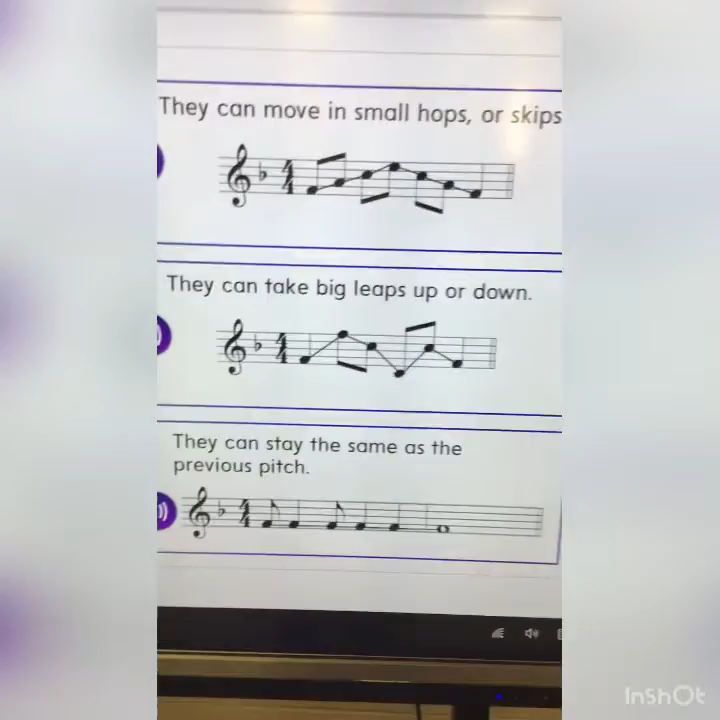 They can move in small hops, or skips
They can take big leaps up or down.
They can stay the same as the
previous pitch.
InShOt